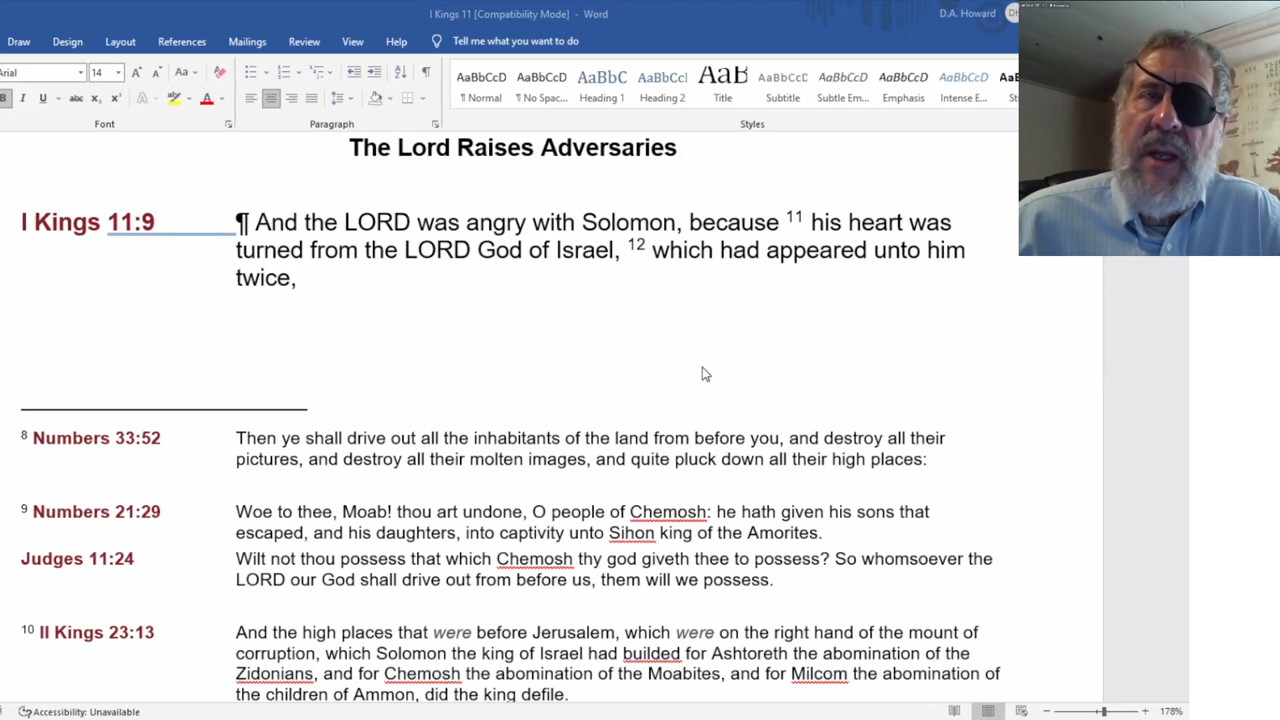 I Kings 11 [Compatibility Mode] - Word
D.A. Howard
Draw Design Layout References Mailings Review View Help Tell me what you want to do
Arial 14
Font
Paragraph
AaBbCcD AaBbCcD AaBbC AaBbCcl AaB AaBbCcD AaBbCcD AaBbCcD AaBbCcD
¶ Normal ¶ No Spac... Heading 1 Heading 2 Title Subtitle Subtle Em... Emphasis Intense E...
Styles
The Lord Raises Adversaries
I Kings 11:9 ¶ And the LORD was angry with Solomon, because 11 his heart was
turned from the LORD God of Israel, 12 which had appeared unto him
twice,
8 Numbers 33:52 Then ye shall drive out all the inhabitants of the land from before you, and destroy all their
pictures, and destroy all their molten images, and quite pluck down all their high places:
9 Numbers 21:29 Woe to thee, Moab! thou art undone, O people of Chemosh: he hath given his sons that
escaped, and his daughters, into captivity unto Sihon king of the Amorites.
Judges 11:24 Wilt not thou possess that which Chemosh thy god giveth thee to possess? So whomsoever the
LORD our God shall drive out from before us, them will we possess.
10 II Kings 23:13 And the high places that were before Jerusalem, which were on the right hand of the mount of
corruption, which Solomon the king of Israel had builded for Ashtoreth the abomination of the
Zidonians, and for Chemosh the abomination of the Moabites, and for Milcom the abomination of
the children of Ammon, did the king defile.
Accessibility: Unavailable
178%